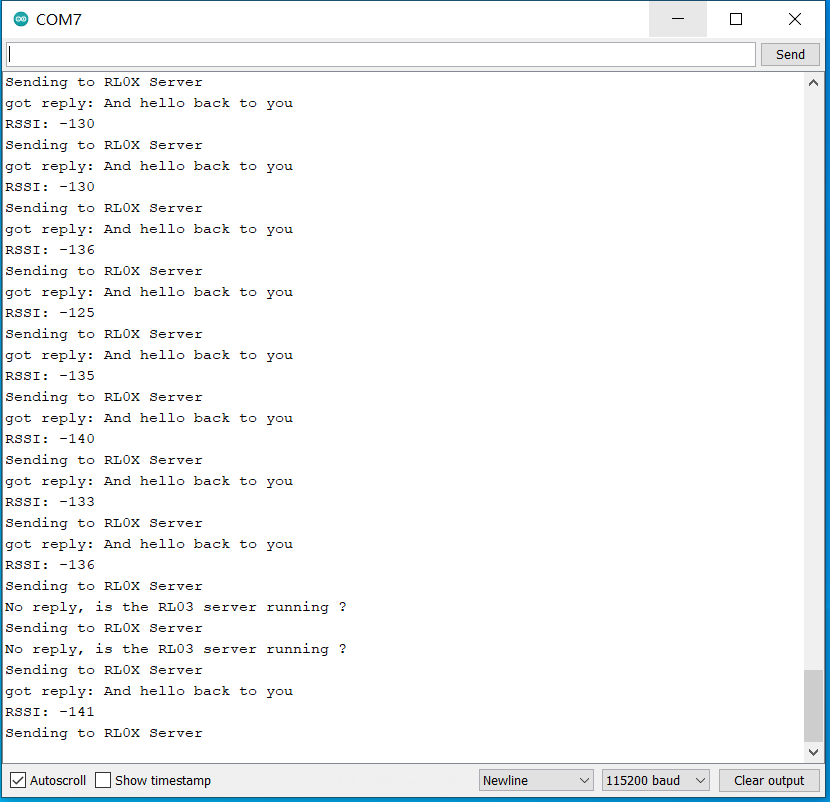 COM7
Send
Sending to RL0X Server
got reply: And hello back to you
RSSI: -130
Sending to RL0X Server
got reply: And hello back to you
RSSI: -130
Sending to RL0X Server
got reply: And hello back to you
RSSI: -136
Sending to RL0X Server
got reply: And hello back to you
RSSI: -125
Sending to RL0X Server
got reply: And hello back to you
RSSI: -135
Sending to RL0X Server
got reply: And hello back to you
RSSI: -140
Sending to RL0X Server
got reply: And hello back to you
RSSI: -133
Sending to RL0X Server
got reply: And hello back to you
RSSI: -136
Sending to RL0X Server
No reply, is the RL03 server running ?
Sending to RL0X Server
No reply, is the RL03 server running ?
Sending to RL0X Server
got reply: And hello back to you
RSSI: -141
Sending to RL0X Server
Autoscroll Show timestamp Newline 115200 baud Clear output